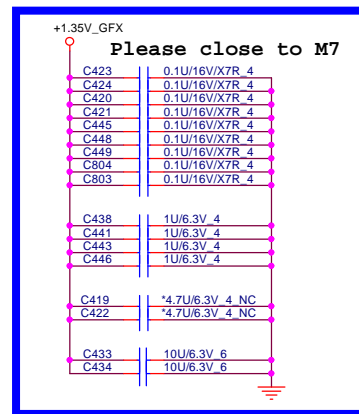 +1.35V_GFX
Please close to M7
C423 0.1U/16V/X7R_4
C424 0.1U/16V/X7R_4
C420 0.1U/16V/X7R_4
C421 0.1U/16V/X7R_4
C445 0.1U/16V/X7R_4
C448 0.1U/16V/X7R_4
C449 0.1U/16V/X7R_4
C804 0.1U/16V/X7R_4
C803 0.1U/16V/X7R_4
C438 1U/6.3V_4
C441 1U/6.3V_4
C443 1U/6.3V_4
C446 1U/6.3V_4
C419 *4.7U/6.3V_4_NC
C422 *4.7U/6.3V_4_NC
C433 10U/6.3V_6
C434 10U/6.3V_6